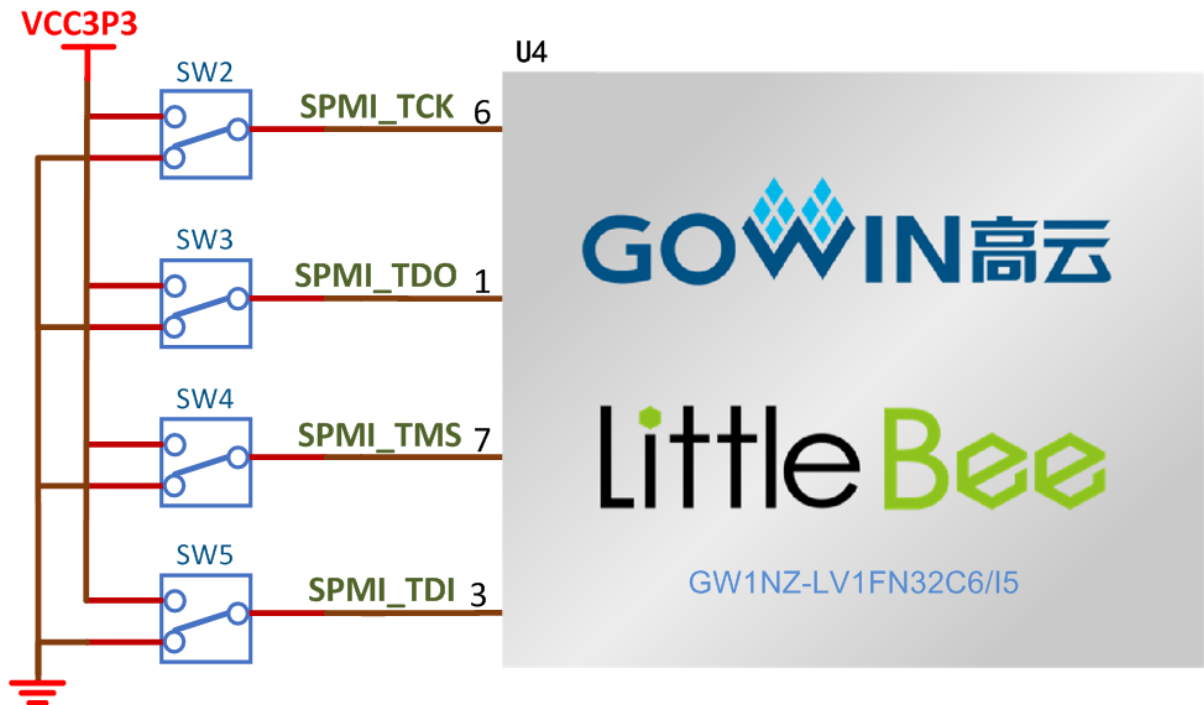 VCC3P3
U4
SW2
SPMI_TCK 6
SW3
SPMI_TDO 1
GOWIN高云
SW4
SPMI_TMS 7
LittleBee
SW5
SPMI_TDI 3
GW1NZ-LV1FN32C6/I5